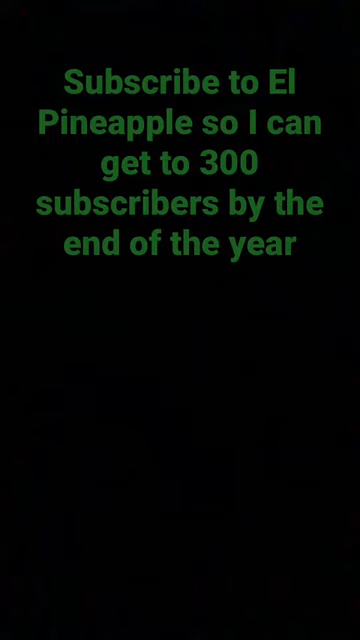 Subscribe to El
Pineapple so I can
get to 300
subscribers by the
end of the year